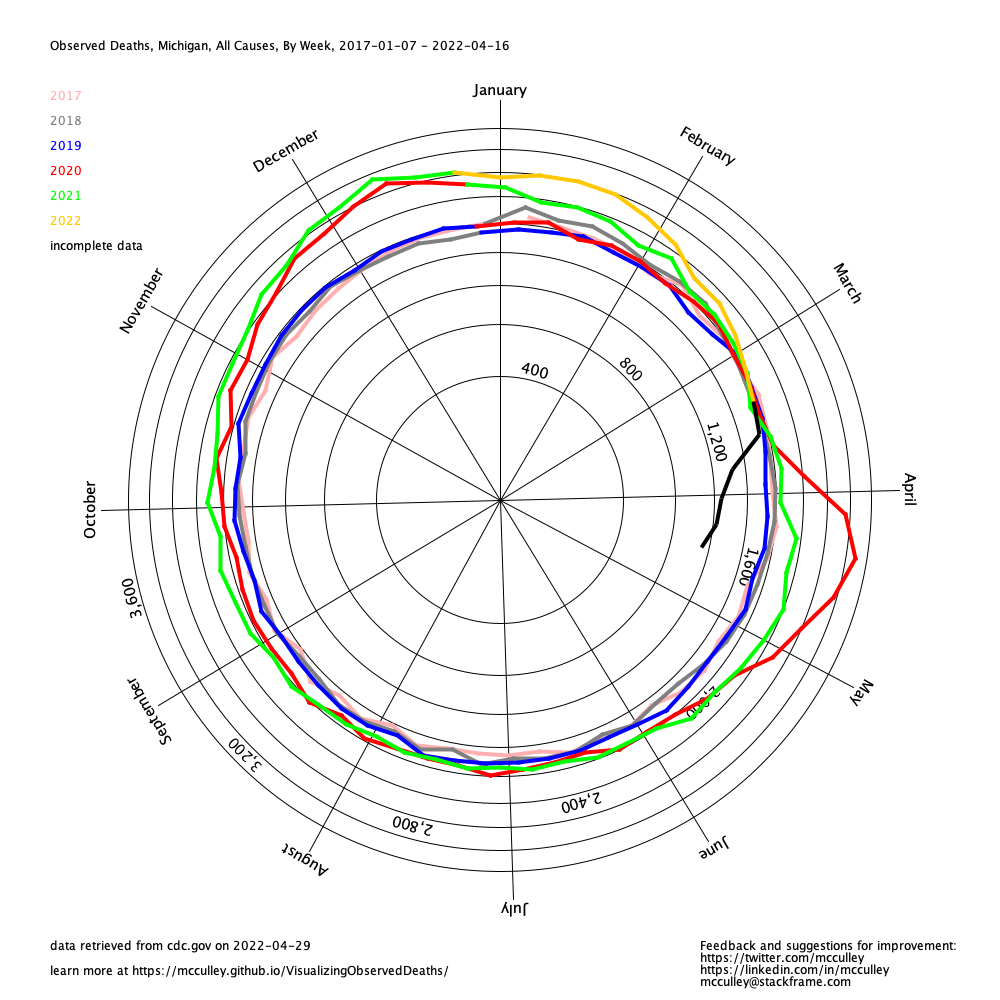 Observed Deaths, Michigan, All Causes, By Week, 2017-01-07 - 2022-04-16
January
2017
2018
2019
2020
2021
2022
incomplete data
December
February
November
March
400
800
1,200
April
October
1,600
3,600
May
2,000
September
3,200
2,400
2,800
June
August
July
data retrieved from cdc.gov on 2022-04-29
learn more at https://mcculley.github.io/VisualizingObservedDeaths/
Feedback and suggestions for improvement:
https://twitter.com/mcculley
https://linkedin.com/in/mcculley
mcculley@stackframe.com